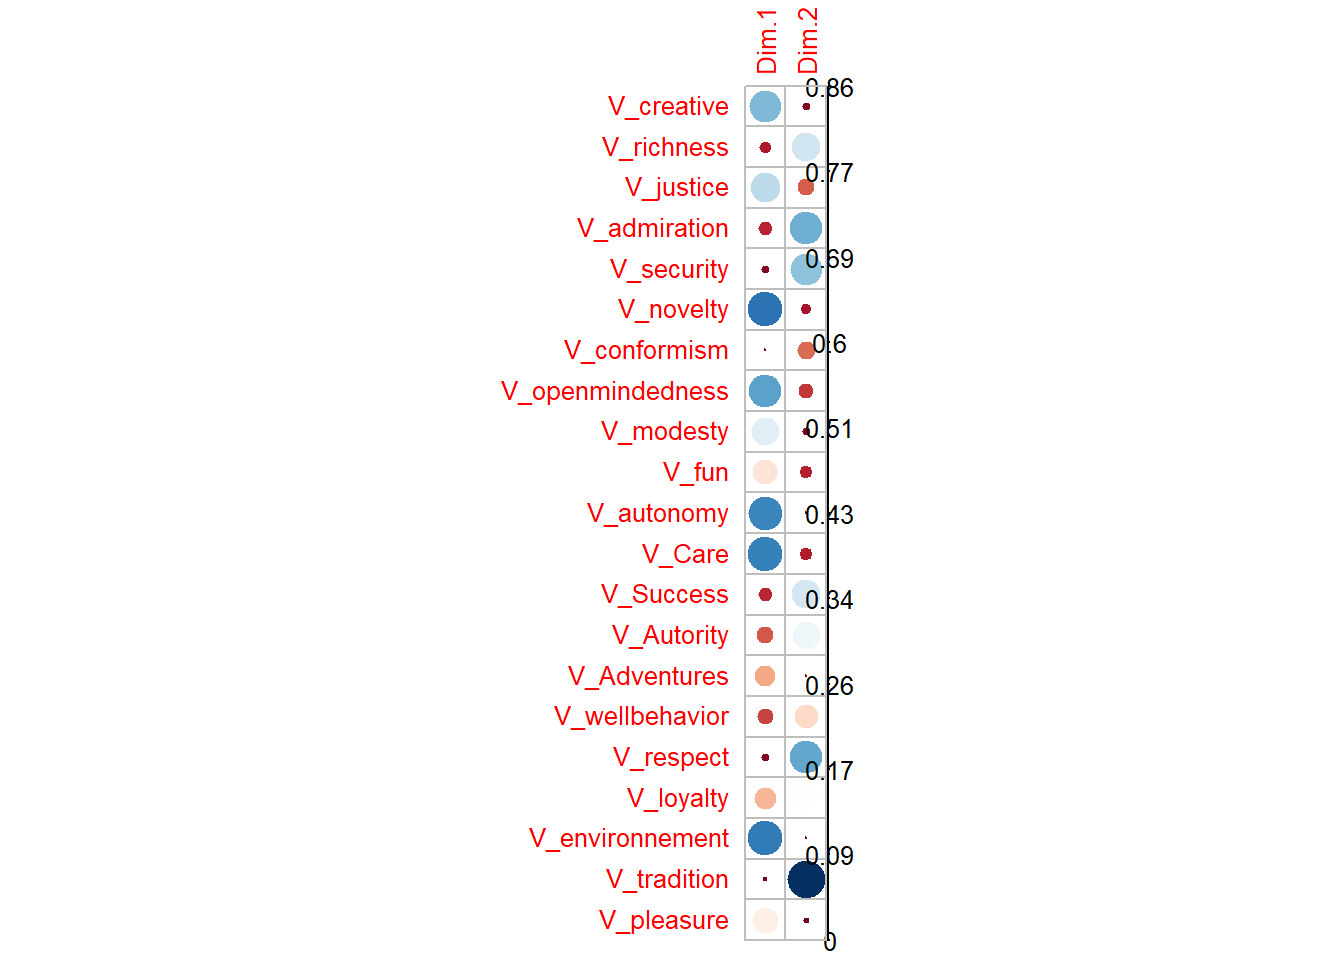 Dim.1
Dim.2
V_creative
0.86
V_richness
0.77
V_justice
V_admiration
0.69
V_security
V_novelty
0.6
V_conformism
V_openmindedness
0.51
V_modesty
V_fun
V_autonomy
0.43
V_Care
V_Success
0.34
V_Autority
V_Adventures
0.26
V_wellbehavior
V_respect
0.17
V_loyalty
V_environnement
0.09
V_tradition
V_pleasure
0